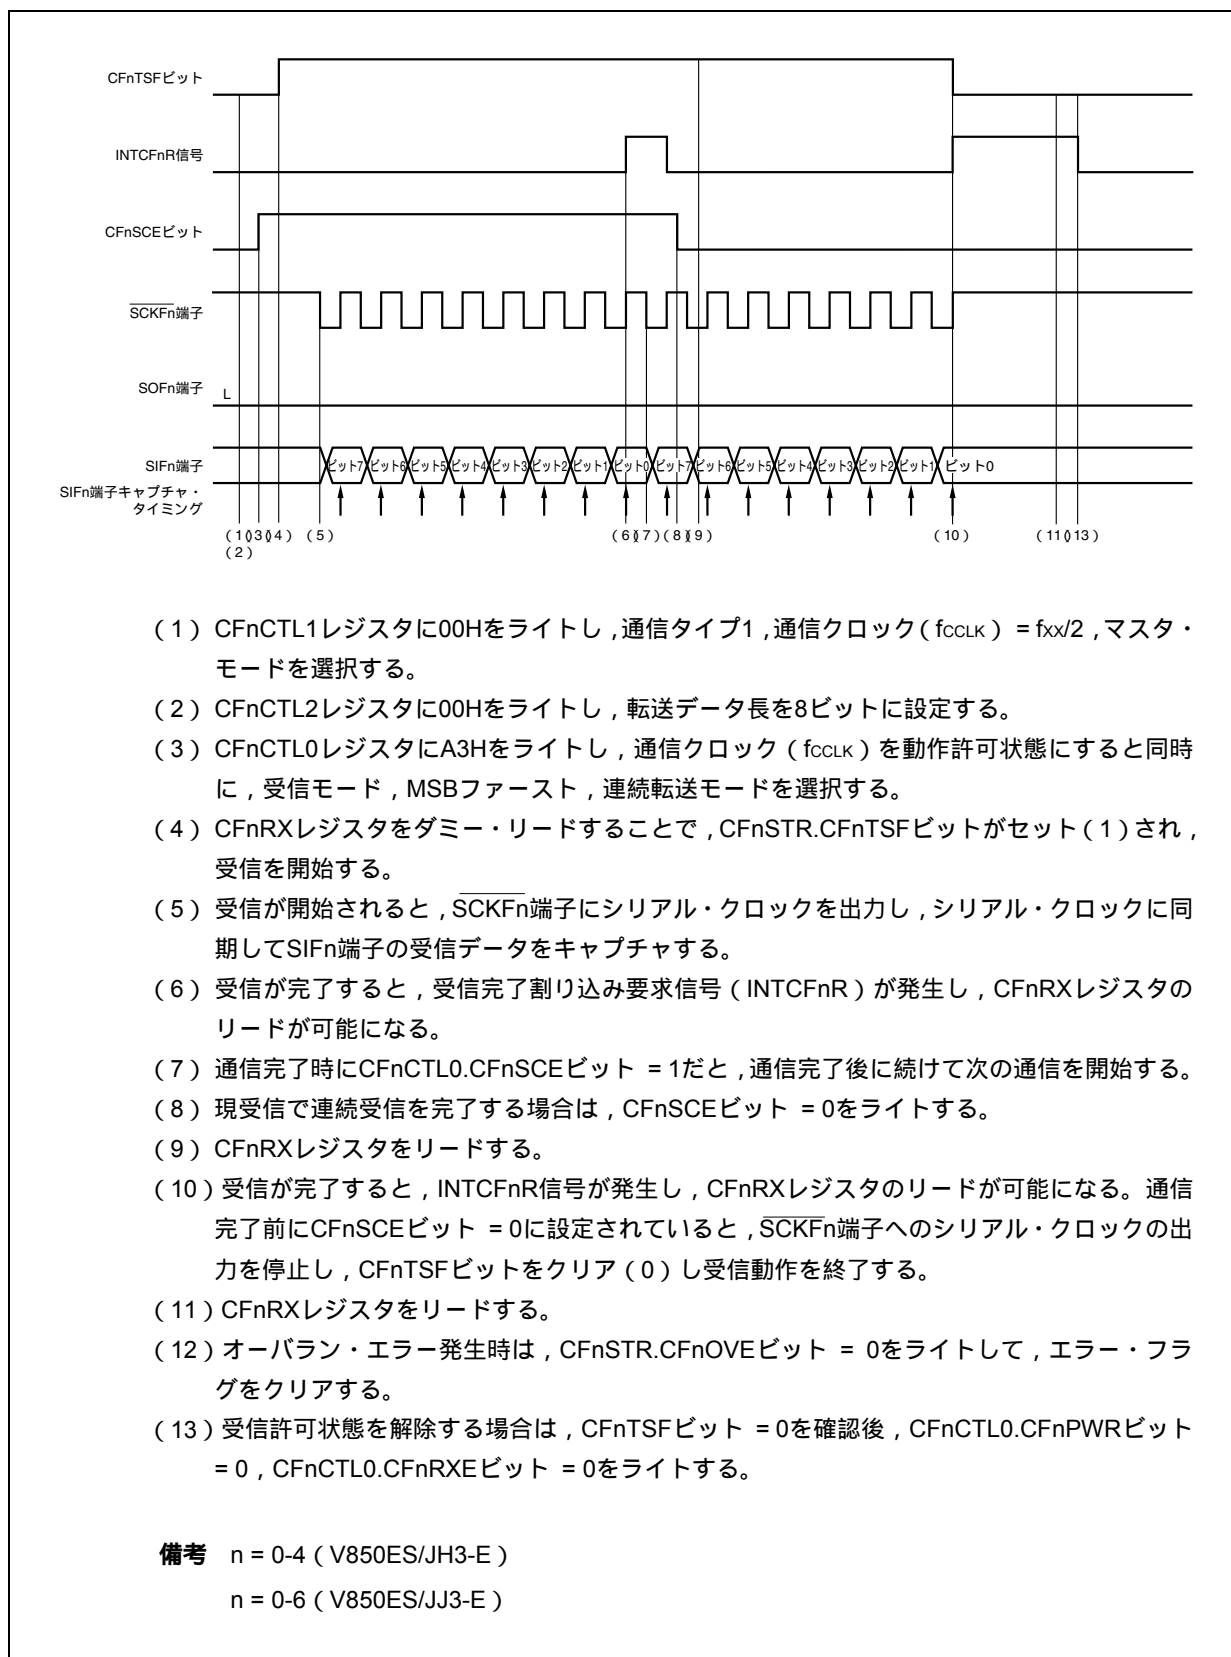 CFnTSFビット
INTCFnR信号
CFnSCEビット
SCKFn端子
SOFn端子 L
SIFn端子 ビット7 ビット6 ビット5 ビット4 ビット3 ビット2 ビット1 ビット0 ビット7 ビット6 ビット5 ビット4 ビット3 ビット2 ビット1 ビット0
SIFn端子キャプチャ・
タイミング
(1) (3) (4) (5) (6) (7) (8) (9) (10) (11) (13)
(2)
(1) CFnCTL1レジスタに00Hをライトし,通信タイプ1,通信クロック(fCCLK) = fXX/2,マスタ・
モードを選択する。
(2) CFnCTL2レジスタに00Hをライトし,転送データ長を8ビットに設定する。
(3) CFnCTL0レジスタにA3Hをライトし,通信クロック(fCCLK)を動作許可状態にすると同時
に,受信モード,MSBファースト,連続転送モードを選択する。
(4) CFnRXレジスタをダミー・リードすることで,CFnSTR.CFnTSFビットがセット(1)され,
受信を開始する。
(5) 受信が開始されると,SCKFn端子にシリアル・クロックを出力し,シリアル・クロックに同
期してSIFn端子の受信データをキャプチャする。
(6) 受信が完了すると,受信完了割り込み要求信号(INTCFnR)が発生し,CFnRXレジスタの
リードが可能になる。
(7) 通信完了時にCFnCTL0.CFnSCEビット = 1だと,通信完了後に続けて次の通信を開始する。
(8) 現受信で連続受信を完了する場合は,CFnSCEビット = 0をライトする。
(9) CFnRXレジスタをリードする。
(10) 受信が完了すると,INTCFnR信号が発生し,CFnRXレジスタのリードが可能になる。通信
完了前にCFnSCEビット = 0に設定されていると,SCKFn端子へのシリアル・クロックの出
力を停止し,CFnTSFビットをクリア(0)し受信動作を終了する。
(11) CFnRXレジスタをリードする。
(12) オーバラン・エラー発生時は,CFnSTR.CFnOVEビット = 0をライトして,エラー・フラ
グをクリアする。
(13) 受信許可状態を解除する場合は,CFnTSFビット = 0を確認後,CFnCTL0.CFnPWRビット
= 0,CFnCTL0.CFnRXEビット = 0をライトする。
備考 n = 0-4(V850ES/JH3-E)
n = 0-6(V850ES/JJ3-E)